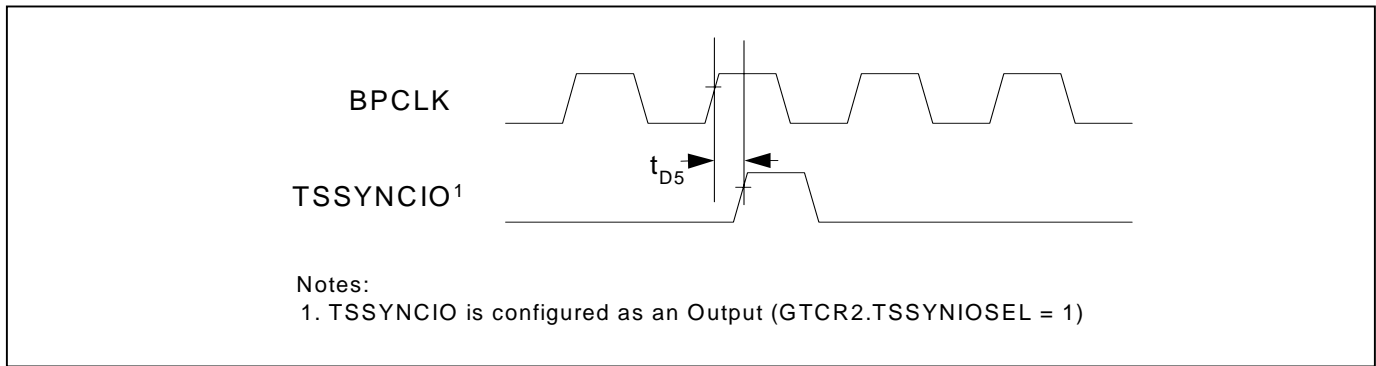 BPCLK
tD5
TSSYNCIO1
Notes:
1. TSSYNCIO is configured as an Output (GTCR2.TSSYNIOSEL = 1)